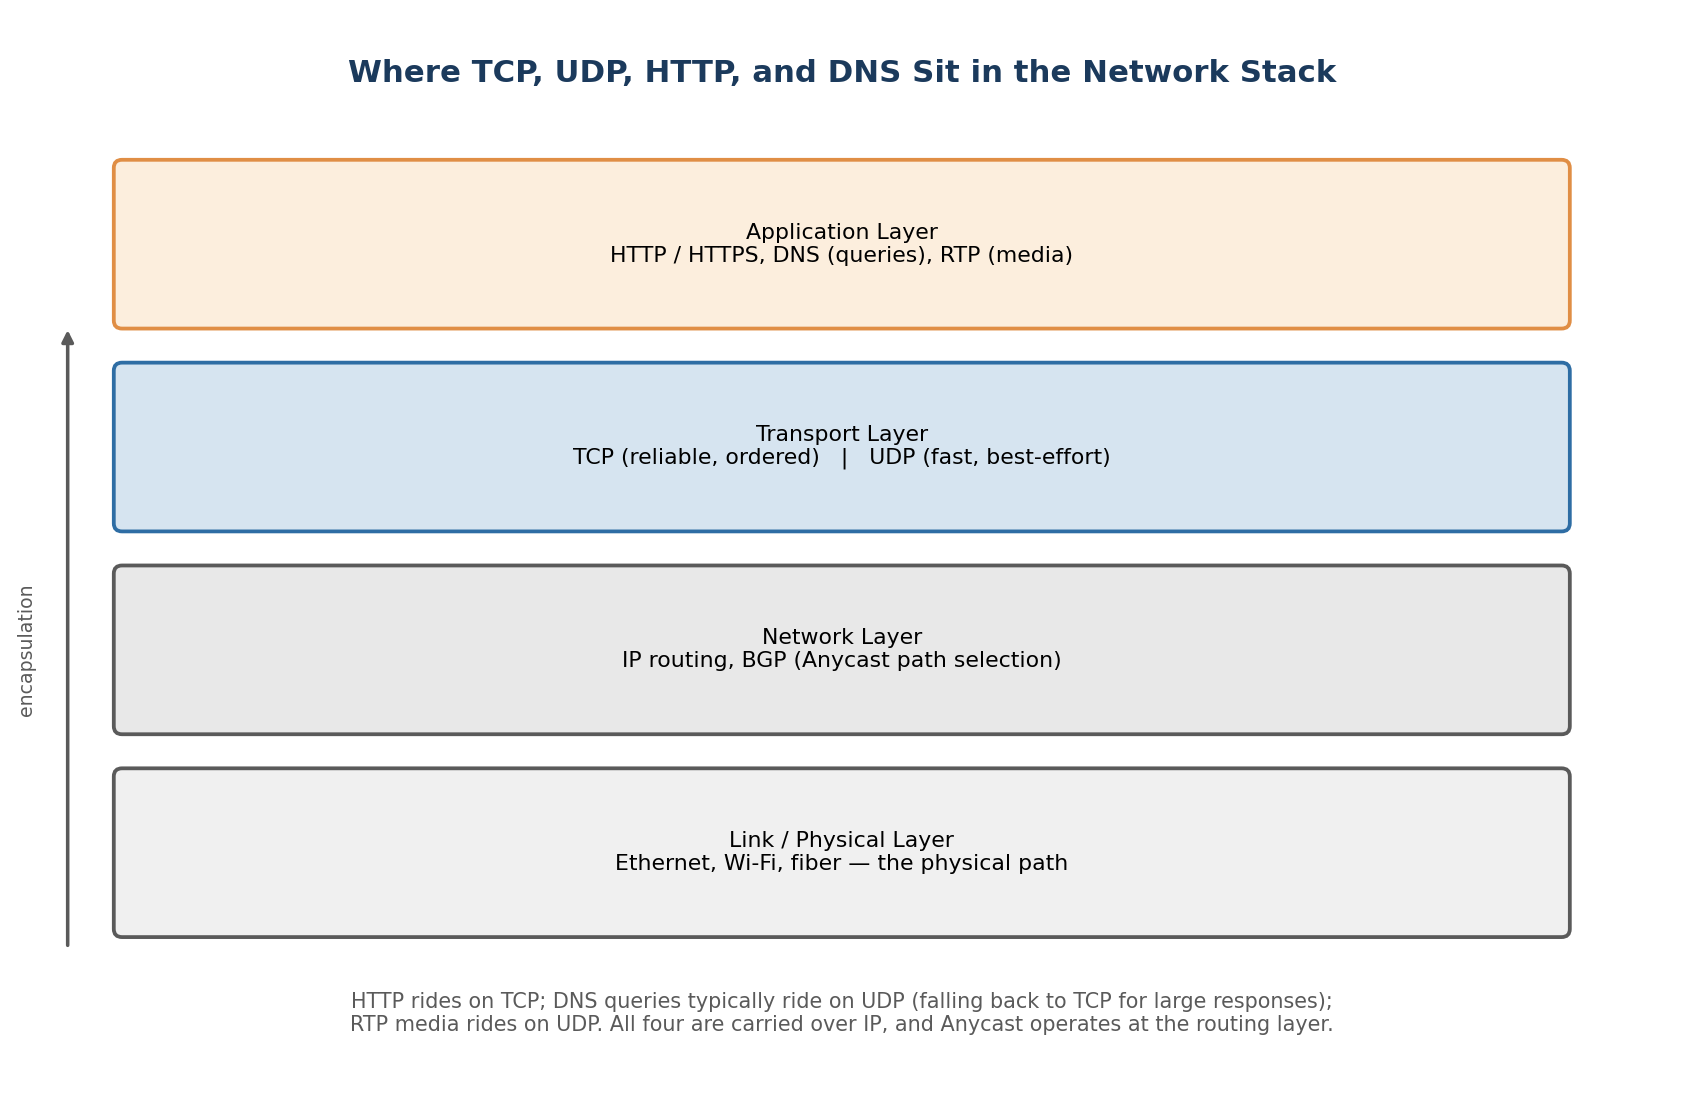 Where TCP, UDP, HTTP, and DNS Sit in the Network Stack
Application Layer
HTTP / HTTPS, DNS (queries), RTP (media)
Transport Layer
TCP (reliable, ordered)   |   UDP (fast, best-effort)
Network Layer
IP routing, BGP (Anycast path selection)
encapsulation
Link / Physical Layer
Ethernet, Wi-Fi, fiber — the physical path
HTTP rides on TCP; DNS queries typically ride on UDP (falling back to TCP for large responses);
RTP media rides on UDP. All four are carried over IP, and Anycast operates at the routing layer.